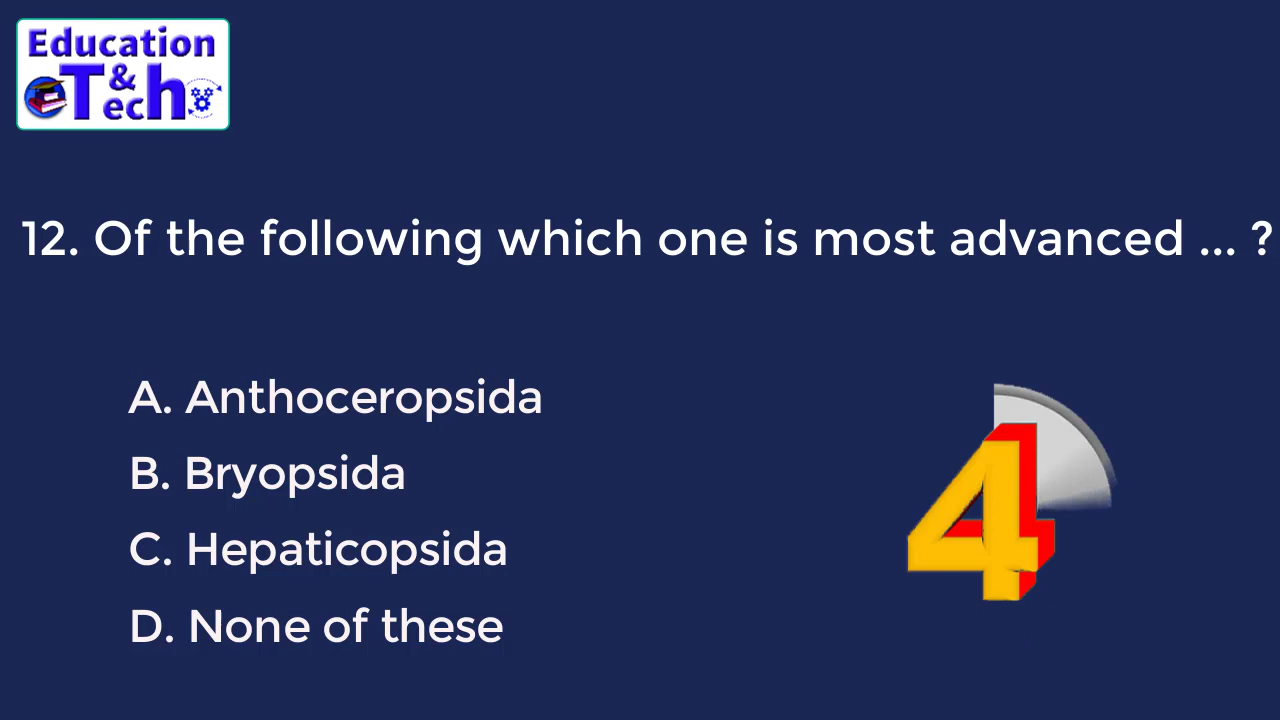 Education
&
Tech
12. Of the following which one is most advanced ... ?
A. Anthoceropsida
B. Bryopsida
C. Hepaticopsida
D. None of these
4